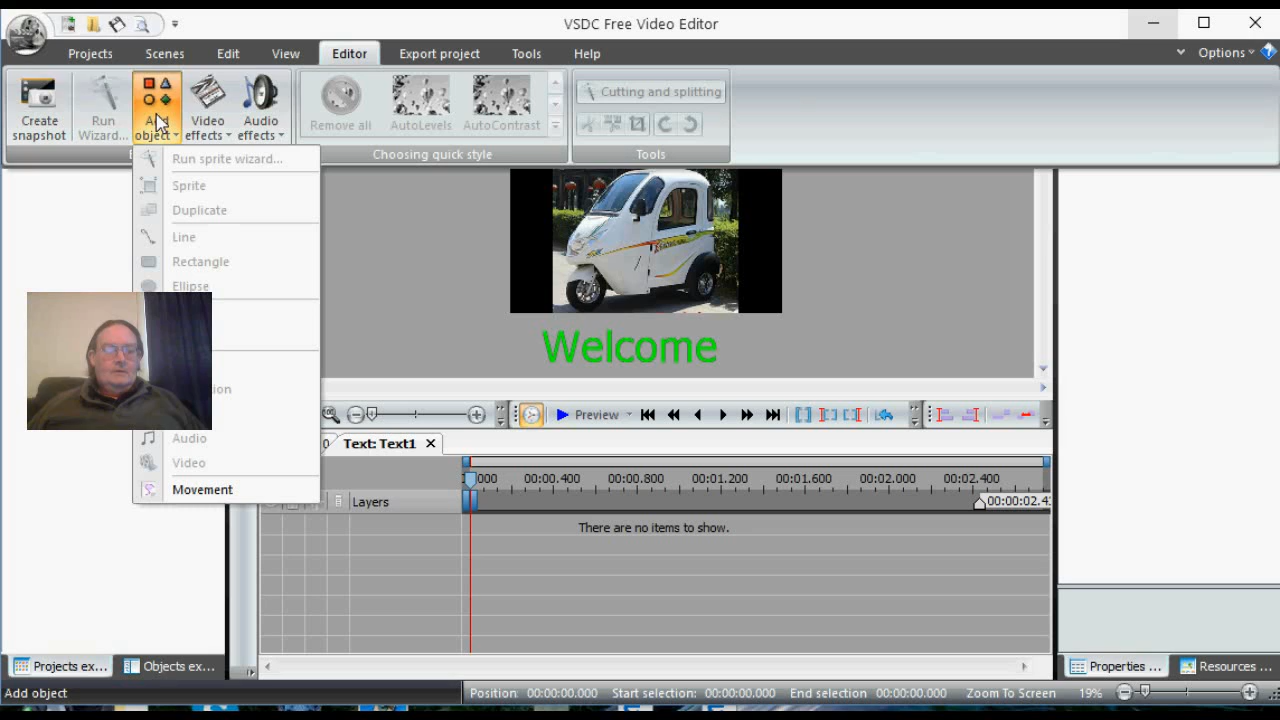 VSDC Free Video Editor
Projects Scenes Edit View Editor Export project Tools Help Options
Create snapshot
Run Wizard...
Add object
Video effects
Audio effects
Remove all
AutoLevels
AutoContrast
Cutting and splitting
Choosing quick style
Tools
Run sprite wizard...
Sprite
Duplicate
Line
Rectangle
Ellipse
Audio
Video
Movement
Welcome
Preview
Text: Text1
00:00.400 00:00.800 00:01.200 00:01.600 00:02.000 00:02.400
Layers
There are no items to show.
Projects ex... Objects ex... Properties ... Resources ...
Add object Position: 00:00:00.000 Start selection: 00:00:00.000 End selection 00:00:00.000 Zoom To Screen 19%